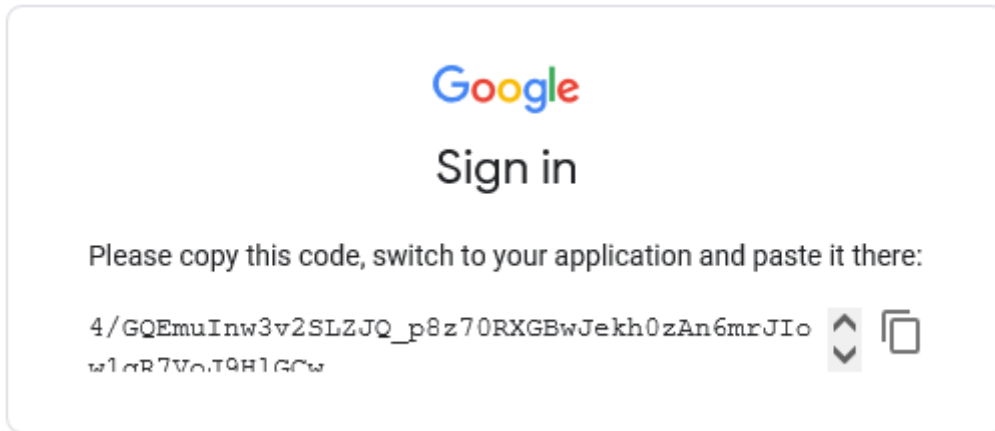 Google
Sign in
Please copy this code, switch to your application and paste it there:
4/GQEmuInw3v2SLZJQ_p8z70RXGBwJekh0zAn6mrJIo